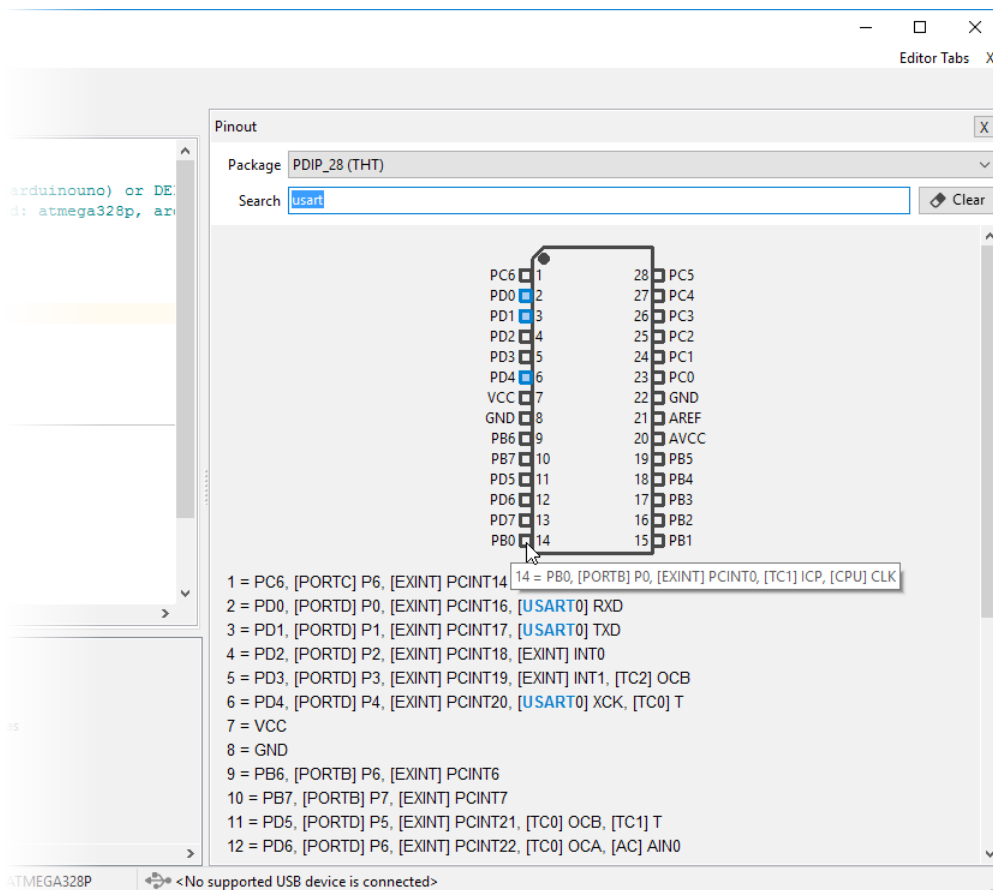 Editor Tabs X
Pinout X
Package PDIP_28 (THT)
Search usart Clear
arduinouno) or DE
d: atmega328p, ar
PC6 1 28 PC5
PD0 2 27 PC4
PD1 3 26 PC3
PD2 4 25 PC2
PD3 5 24 PC1
PD4 6 23 PC0
VCC 7 22 GND
GND 8 21 AREF
PB6 9 20 AVCC
PB7 10 19 PB5
PD5 11 18 PB4
PD6 12 17 PB3
PD7 13 16 PB2
PB0 14 15 PB1
14 = PB0, [PORTB] P0, [EXINT] PCINT0, [TC1] ICP, [CPU] CLK
1 = PC6, [PORTC] P6, [EXINT] PCINT14
2 = PD0, [PORTD] P0, [EXINT] PCINT16, [USART0] RXD
3 = PD1, [PORTD] P1, [EXINT] PCINT17, [USART0] TXD
4 = PD2, [PORTD] P2, [EXINT] PCINT18, [EXINT] INT0
5 = PD3, [PORTD] P3, [EXINT] PCINT19, [EXINT] INT1, [TC2] OCB
6 = PD4, [PORTD] P4, [EXINT] PCINT20, [USART0] XCK, [TC0] T
7 = VCC
8 = GND
9 = PB6, [PORTB] P6, [EXINT] PCINT6
10 = PB7, [PORTB] P7, [EXINT] PCINT7
11 = PD5, [PORTD] P5, [EXINT] PCINT21, [TC0] OCB, [TC1] T
12 = PD6, [PORTD] P6, [EXINT] PCINT22, [TC0] OCA, [AC] AIN0
ATMEGA328P <No supported USB device is connected>